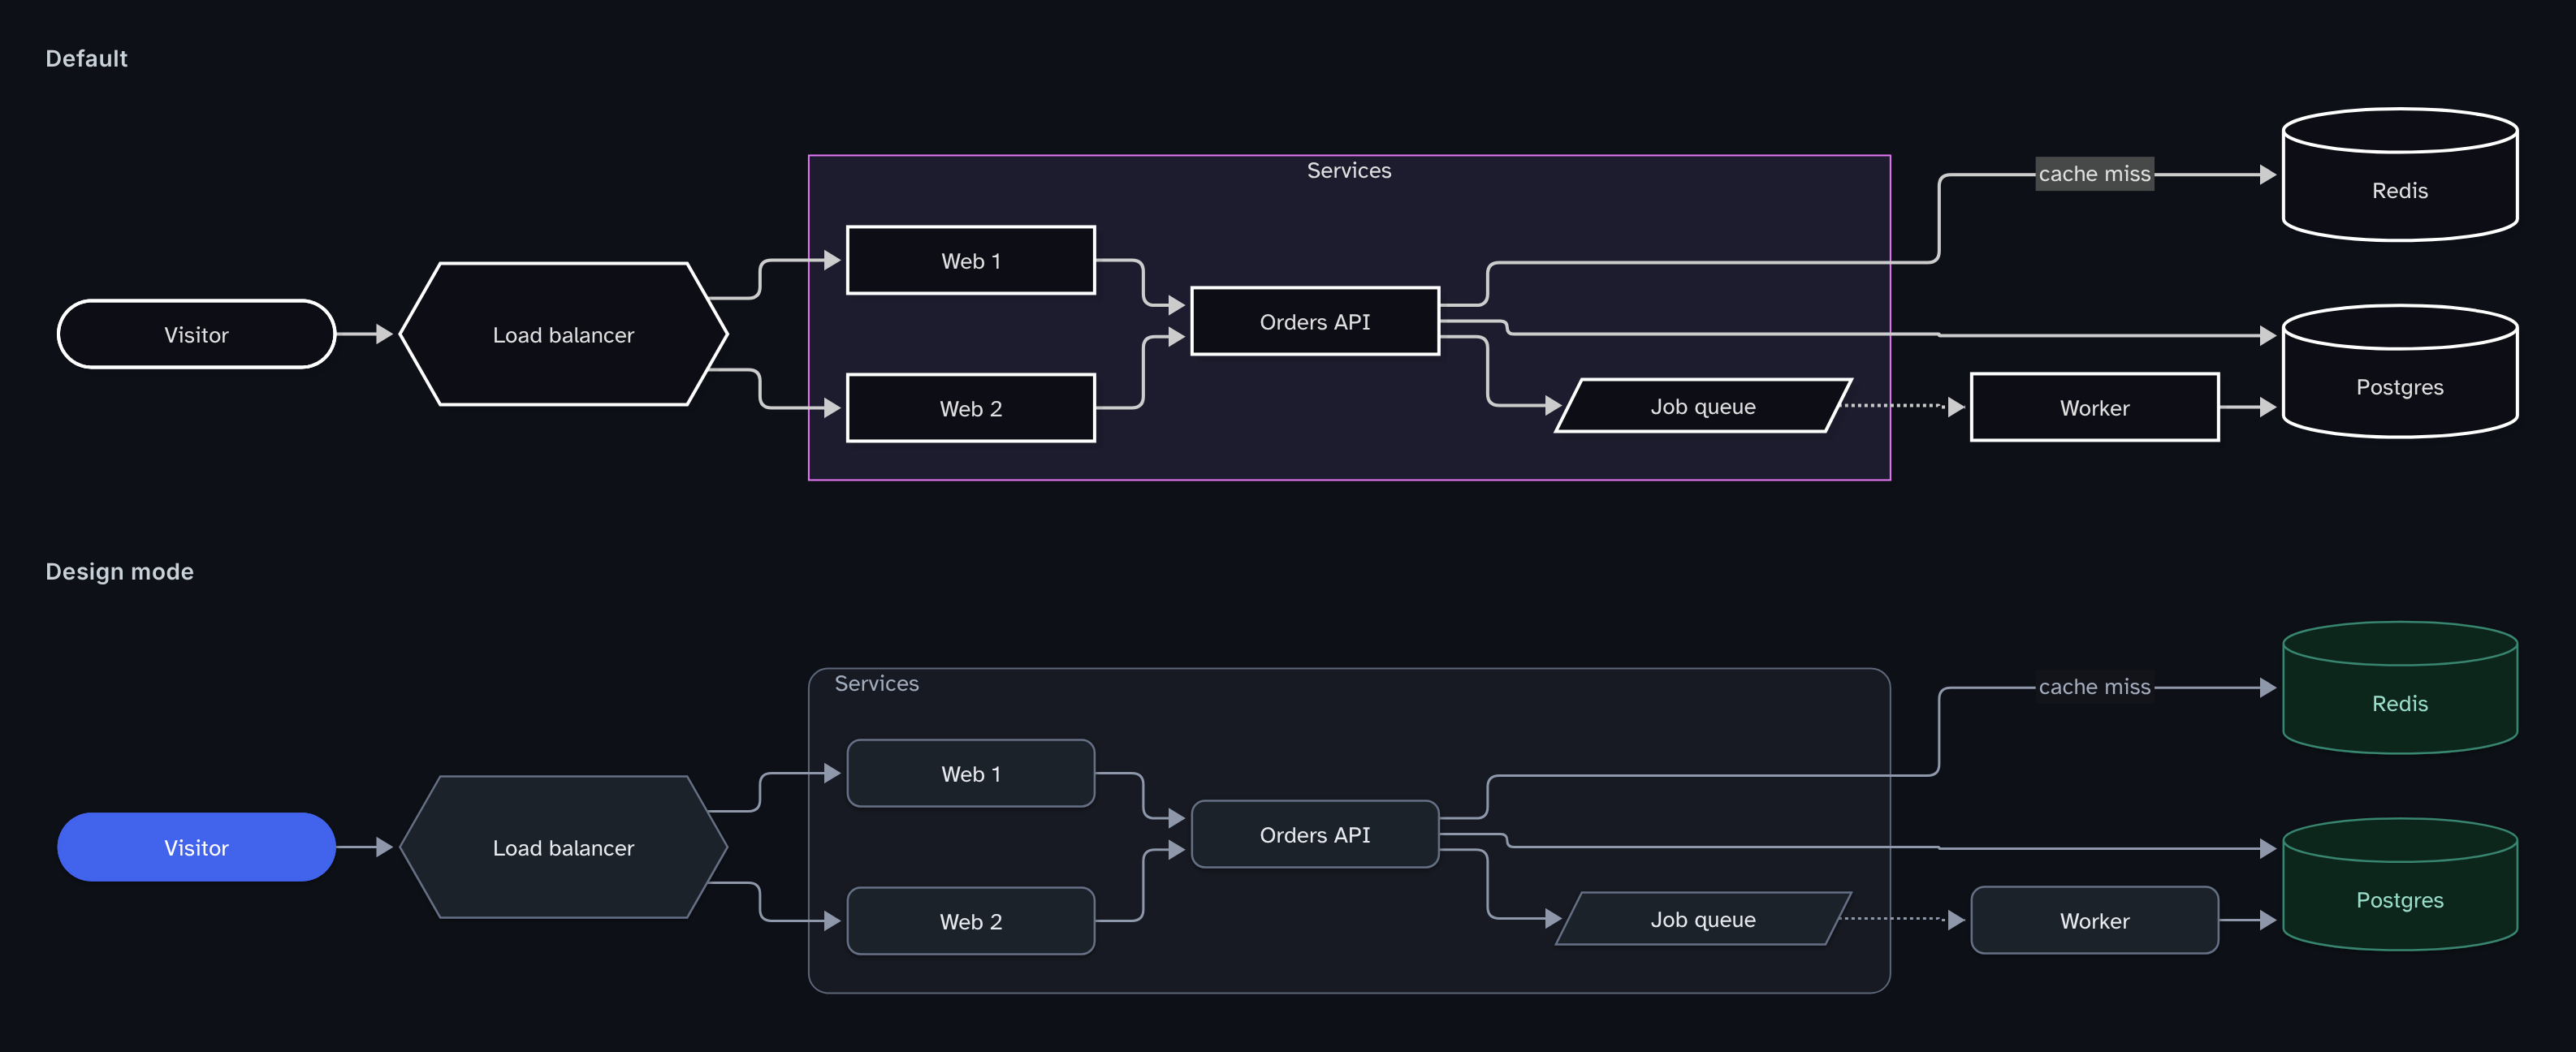 Default
Services
cache miss
Redis
Web 1
Visitor
Load balancer
Orders API
Web 2
Job queue
Worker
Postgres
Design mode
Services
cache miss
Redis
Web 1
Visitor
Load balancer
Orders API
Web 2
Job queue
Worker
Postgres